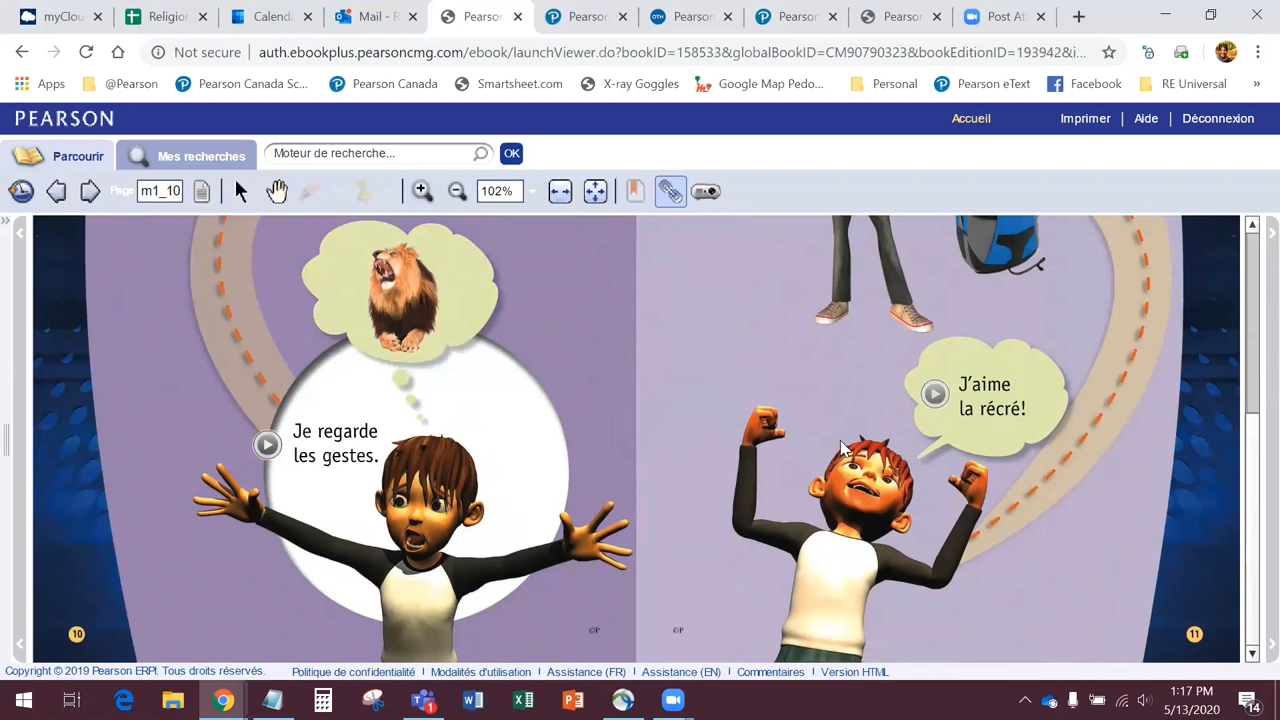 myClou
Religion
Calenda
Mail - R
Pearson
Pearson
OTH
Pearson
Pearson
Pearson
Post Att
Not secure
auth.ebookplus.pearsoncmg.com/ebook/launchViewer.do?bookID=158533&globalBookID=CM90790323&bookEditionID=193942&i...
Apps
@Pearson
Pearson Canada Sc...
Pearson Canada
Smartsheet.com
X-ray Goggles
Google Map Pedo...
Personal
Pearson eText
Facebook
RE Universal
»
PEARSON
Accueil
Imprimer
Aide
Déconnexion
Parcourir
Mes recherches
Moteur de recherche...
OK
Page
m1_10
102%
J'aime
la récré!
Je regarde
les gestes.
10
©P
©P
11
Copyright © 2019 Pearson ERPI. Tous droits réservés.
Politique de confidentialité
Modalités d'utilisation
Assistance (FR)
Assistance (EN)
Commentaires
Version HTML
1:17 PM
5/13/2020
14